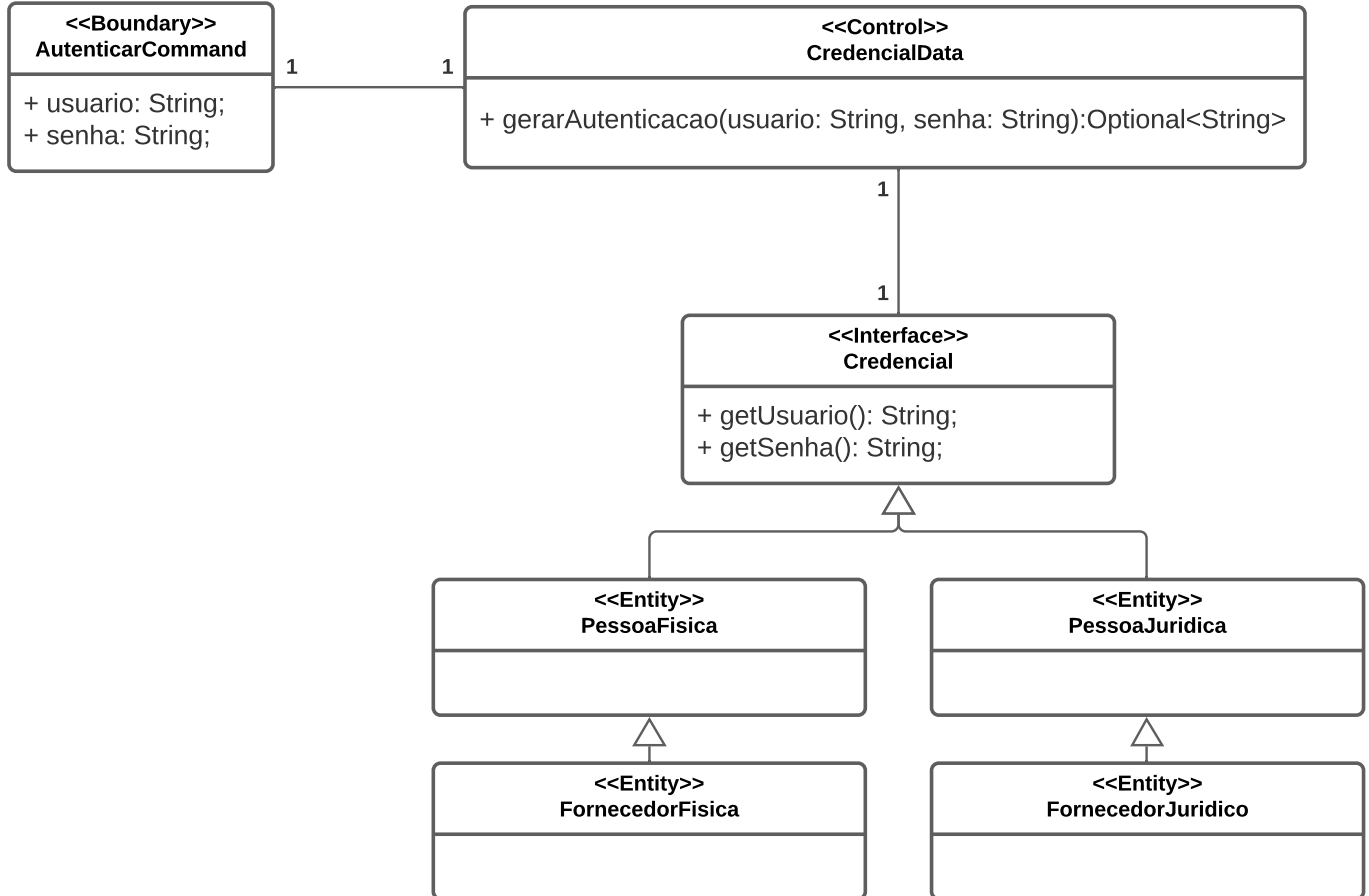 <<Boundary>>
AutenticarCommand
+ usuario: String;
+ senha: String;
1
1
<<Control>>
CredencialData
+ gerarAutenticacao(usuario: String, senha: String):Optional<String>
1
1
<<Interface>>
Credencial
+ getUsuario(): String;
+ getSenha(): String;
<<Entity>>
PessoaFisica
<<Entity>>
PessoaJuridica
<<Entity>>
FornecedorFisica
<<Entity>>
FornecedorJuridico